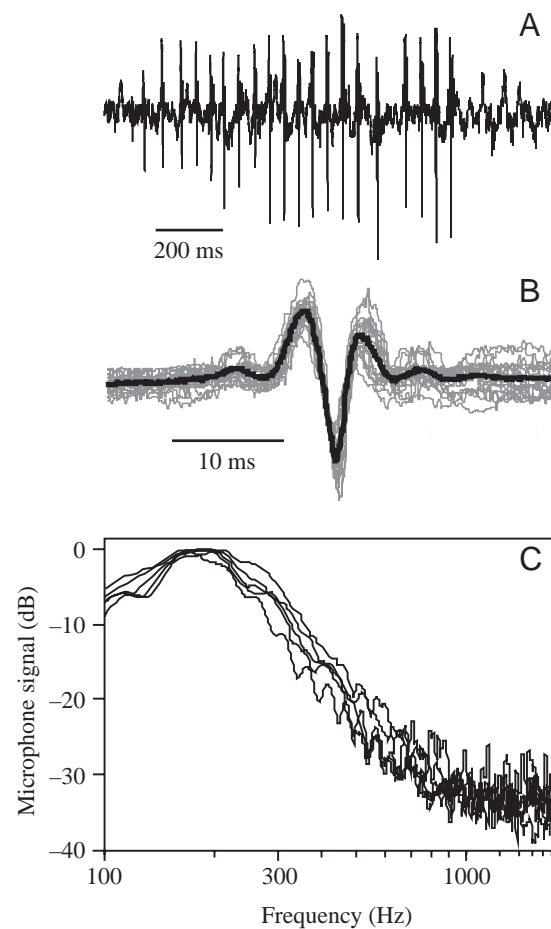 A
200 ms
B
10 ms
C
0
–10
–20
–30
–40
Microphone signal (dB)
100
300
1000
Frequency (Hz)